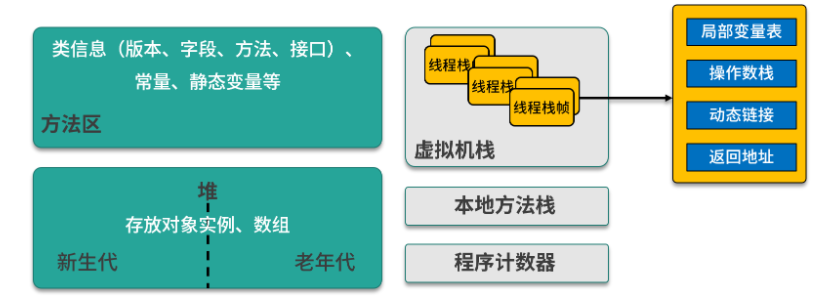 类信息（版本、字段、方法、接口）、
常量、静态变量等
方法区
堆
存放对象实例、数组
新生代
老年代
线程栈
线程栈
线程栈帧
虚拟机栈
本地方法栈
程序计数器
局部变量表
操作数栈
动态链接
返回地址